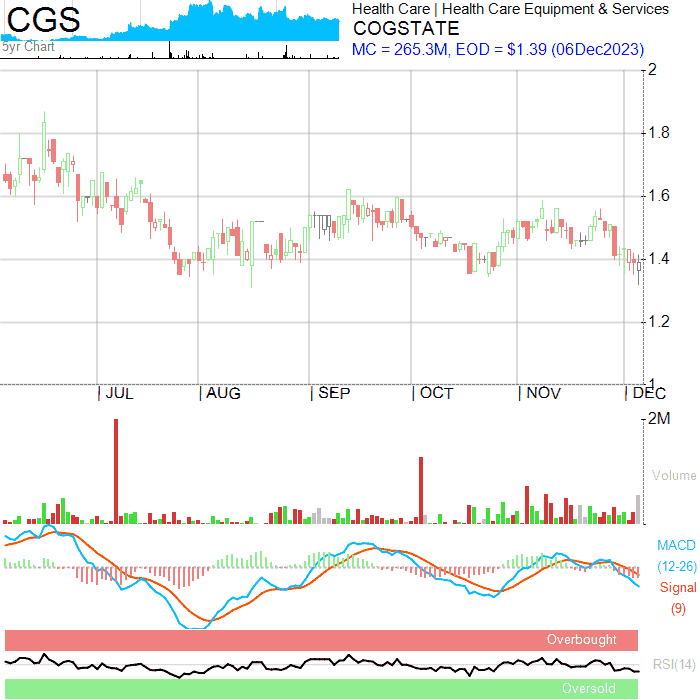 CGS
5yr Chart
Health Care | Health Care Equipment & Services
COGSTATE
MC = 265.3M, EOD = $1.39 (06Dec2023)
2
1.8
1.6
1.4
1.2
1
JUL AUG SEP OCT NOV DEC
2M
Volume
MACD
(12-26)
Signal
(9)
Overbought
RSI(14)
Oversold